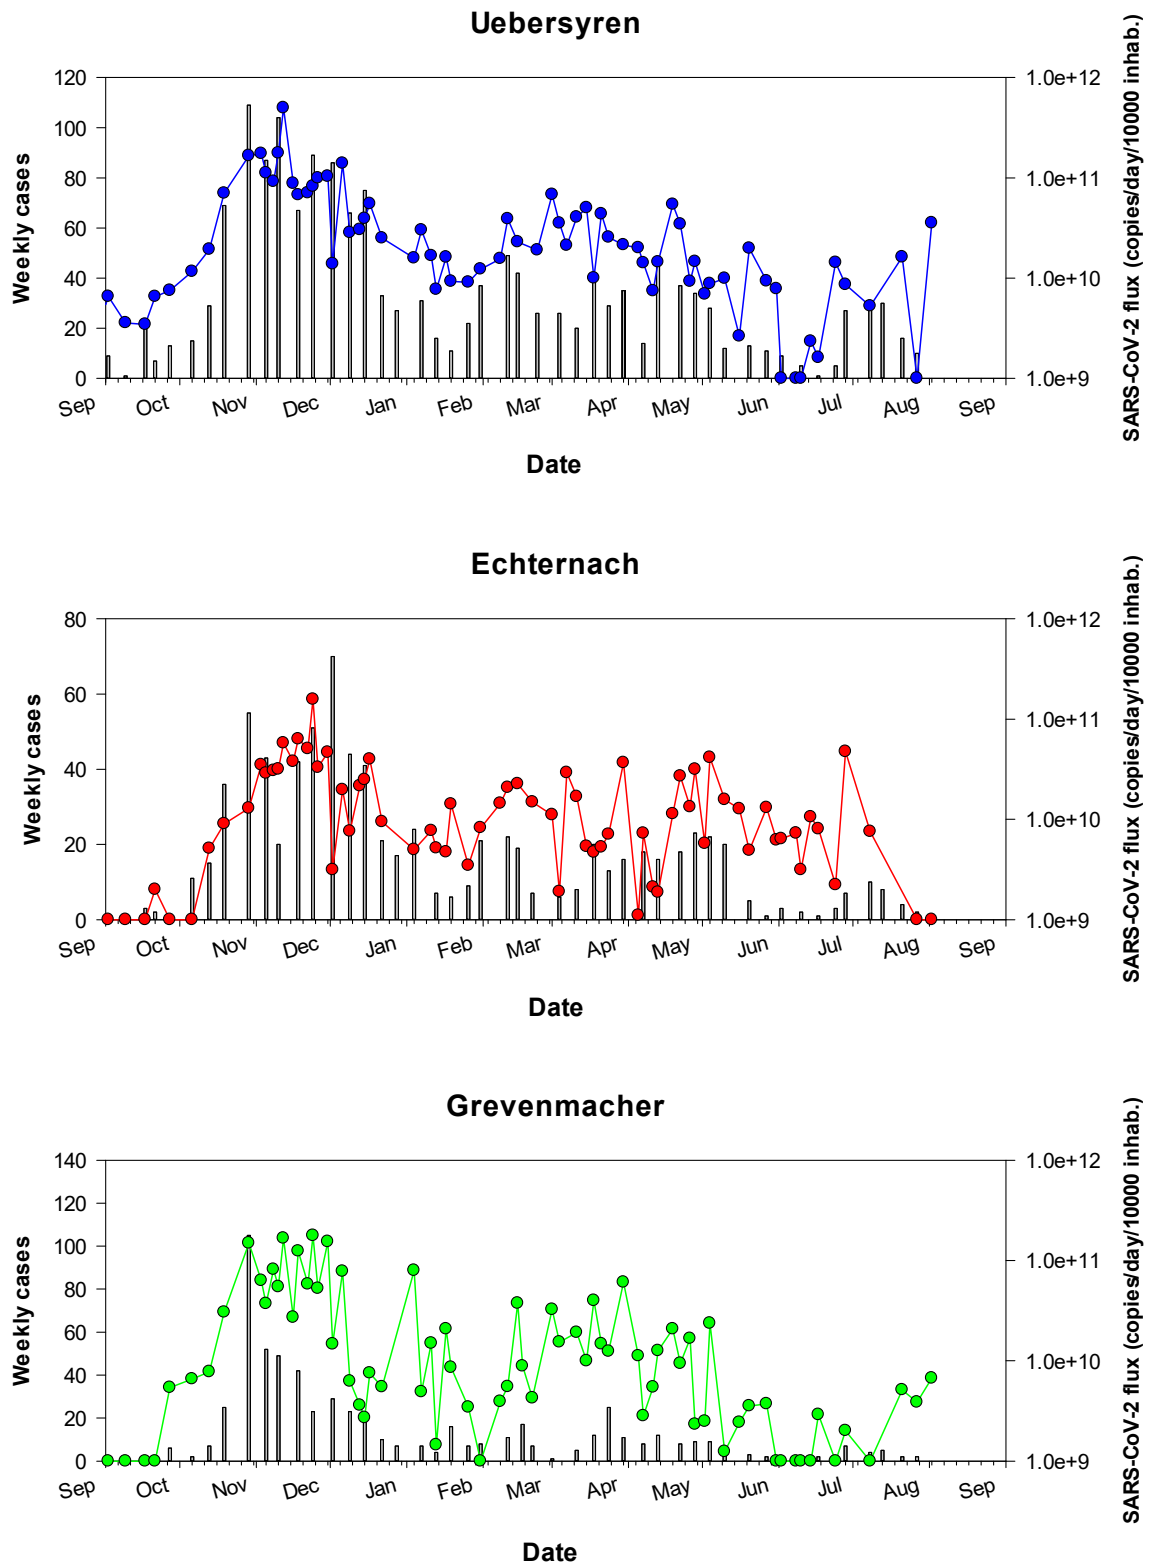 Uebersyren
120
100
80
60
40
20
0
Weekly cases
1.0e+12
1.0e+11
1.0e+10
1.0e+9
SARS-CoV-2 flux (copies/day/10000 inhab.)
Sep Oct Nov Dec Jan Feb Mar Apr May Jun Jul Aug Sep
Date
Echternach
80
60
40
20
0
Weekly cases
1.0e+12
1.0e+11
1.0e+10
1.0e+9
SARS-CoV-2 flux (copies/day/10000 inhab.)
Sep Oct Nov Dec Jan Feb Mar Apr May Jun Jul Aug Sep
Date
Grevenmacher
140
120
100
80
60
40
20
0
Weekly cases
1.0e+12
1.0e+11
1.0e+10
1.0e+9
SARS-CoV-2 flux (copies/day/10000 inhab.)
Sep Oct Nov Dec Jan Feb Mar Apr May Jun Jul Aug Sep
Date